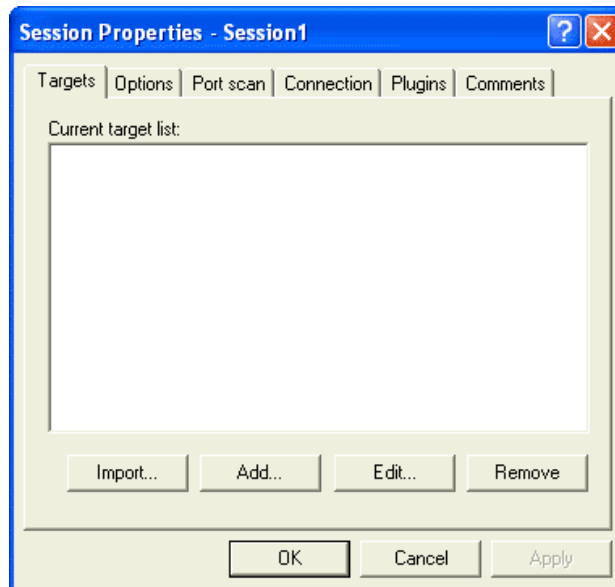 Session Properties - Session1
?
Targets Options Port scan Connection Plugins Comments
Current target list:
Import... Add... Edit... Remove
OK Cancel Apply